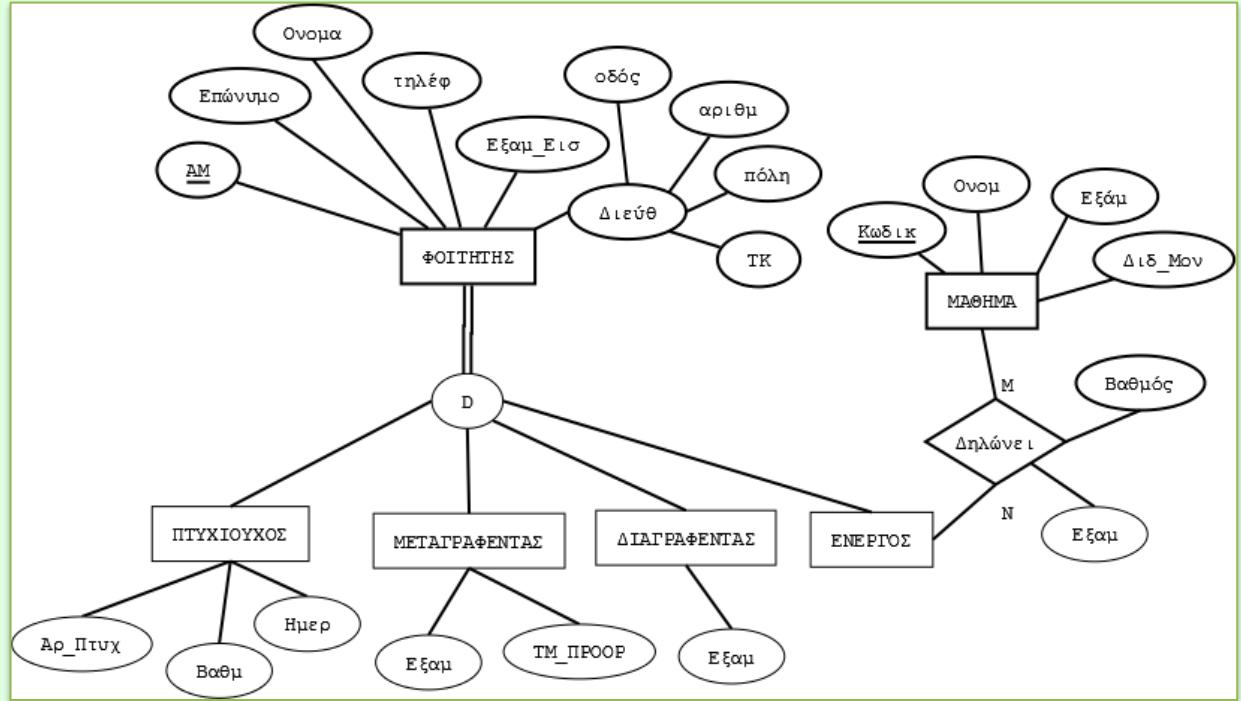 Ονομα
τηλέφ
οδός
Επώνυμο
αριθμ
Εξαμ_Εισ
ΑΜ
πόλη
Διεύθ
ΤΚ
ΦΟΙΤΗΤΗΣ
Ονομ
Εξάμ
Κωδικ
Διδ_Μον
ΜΑΘΗΜΑ
Μ
Βαθμός
D
Δηλώνει
Ν
Εξαμ
ΠΤΥΧΙΟΥΧΟΣ
ΜΕΤΑΓΡΑΦΕΝΤΑΣ
ΔΙΑΓΡΑΦΕΝΤΑΣ
ΕΝΕΡΓΟΣ
Αρ_Πτυχ
Βαθμ
Ημερ
Εξαμ
ΤΜ_ΠΡΟΟΡ
Εξαμ